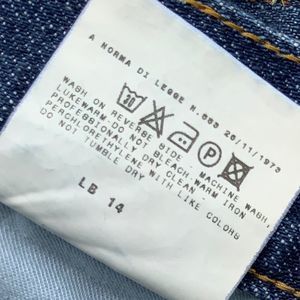 A NORMA DI LEGGE N.883 26/11/1973
P
WASH ON REVERSE SIDE. MACHINE WASH,
LUKEWARM-DO NOT BLEACH.WARM IRON
PROFESSIONALLY DRY CLEAN IN
PERCHLORETHYLENE WITH LIKE COLORS
DO NOT TUMBLE DRY
LB 14